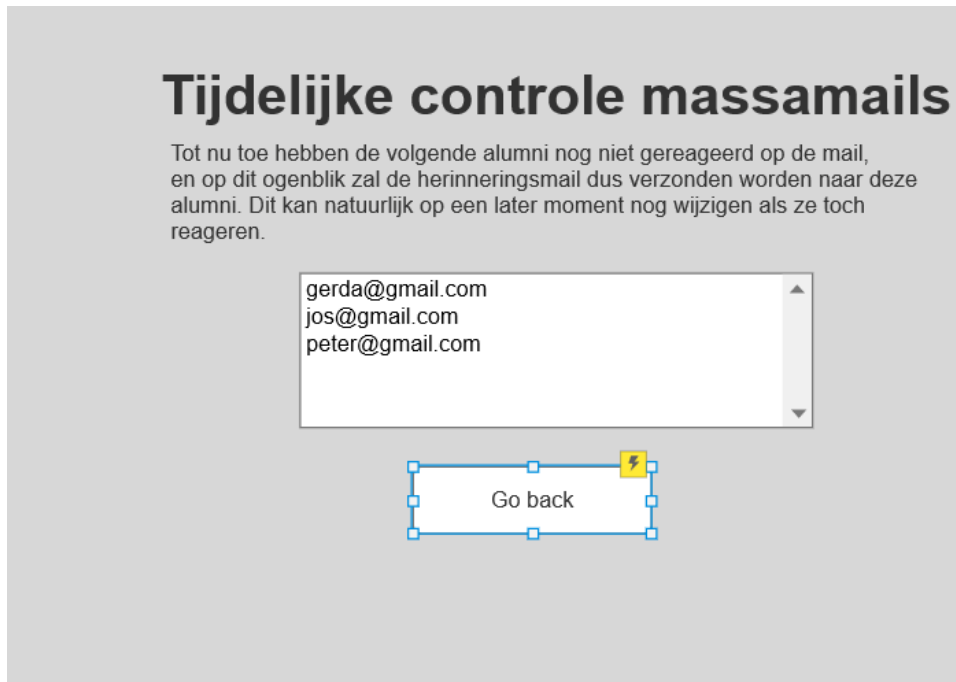 Tijdelijke controle massamails
Tot nu toe hebben de volgende alumni nog niet gereageerd op de mail,
en op dit ogenblik zal de herinneringsmail dus verzonden worden naar deze
alumni. Dit kan natuurlijk op een later moment nog wijzigen als ze toch
reageren.
gerda@gmail.com
jos@gmail.com
peter@gmail.com
Go back